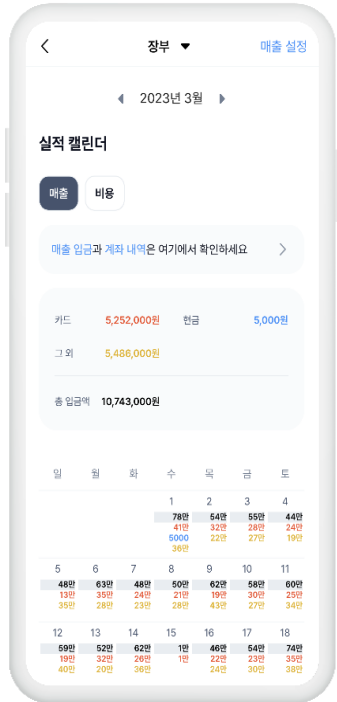 장부 ▼ 매출 설정
2023년 3월
실적 캘린더
매출 비용
매출 입금과 계좌 내역은 여기에서 확인하세요
카드 5,252,000원 현금 5,000원
그 외 5,486,000원
총 입금액 10,743,000원
일 월 화 수 목 금 토
1 2 3 4
78만 54만 55만 44만
41만 32만 28만 24만
5000 22만 27만 19만
36만
5 6 7 8 9 10 11
48만 63만 48만 50만 62만 58만 60만
13만 35만 24만 21만 19만 30만 25만
35만 28만 23만 28만 43만 27만 34만
12 13 14 15 16 17 18
59만 52만 62만 1만 46만 54만 74만
19만 32만 26만 1만 22만 23만 35만
40만 20만 36만 24만 30만 38만